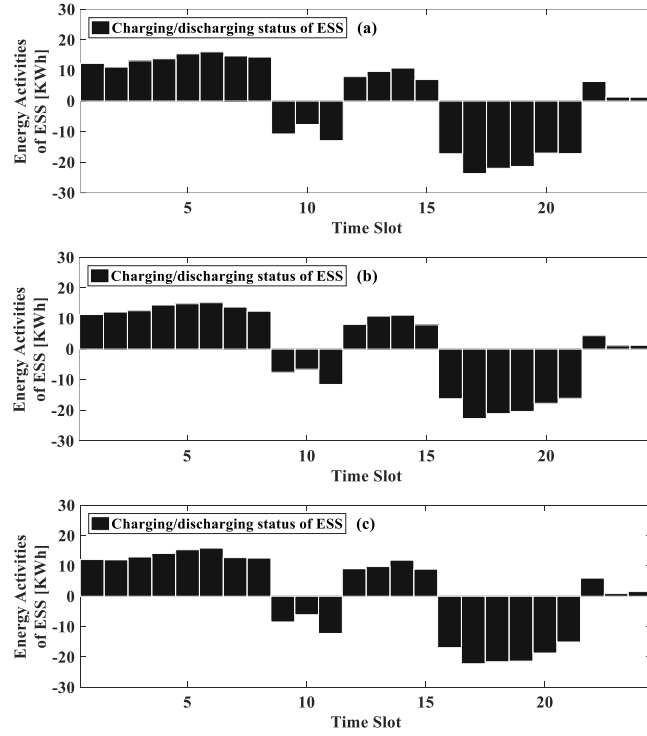 30
Charging/discharging status of ESS (a)
20
10
0
-10
-20
-30
5 10 15 20
Time Slot
Energy Activities
of ESS [KWh]
30
Charging/discharging status of ESS (b)
20
10
0
-10
-20
-30
5 10 15 20
Time Slot
Energy Activities
of ESS [KWh]
30
Charging/discharging status of ESS (c)
20
10
0
-10
-20
-30
5 10 15 20
Time Slot
Energy Activities
of ESS [KWh]